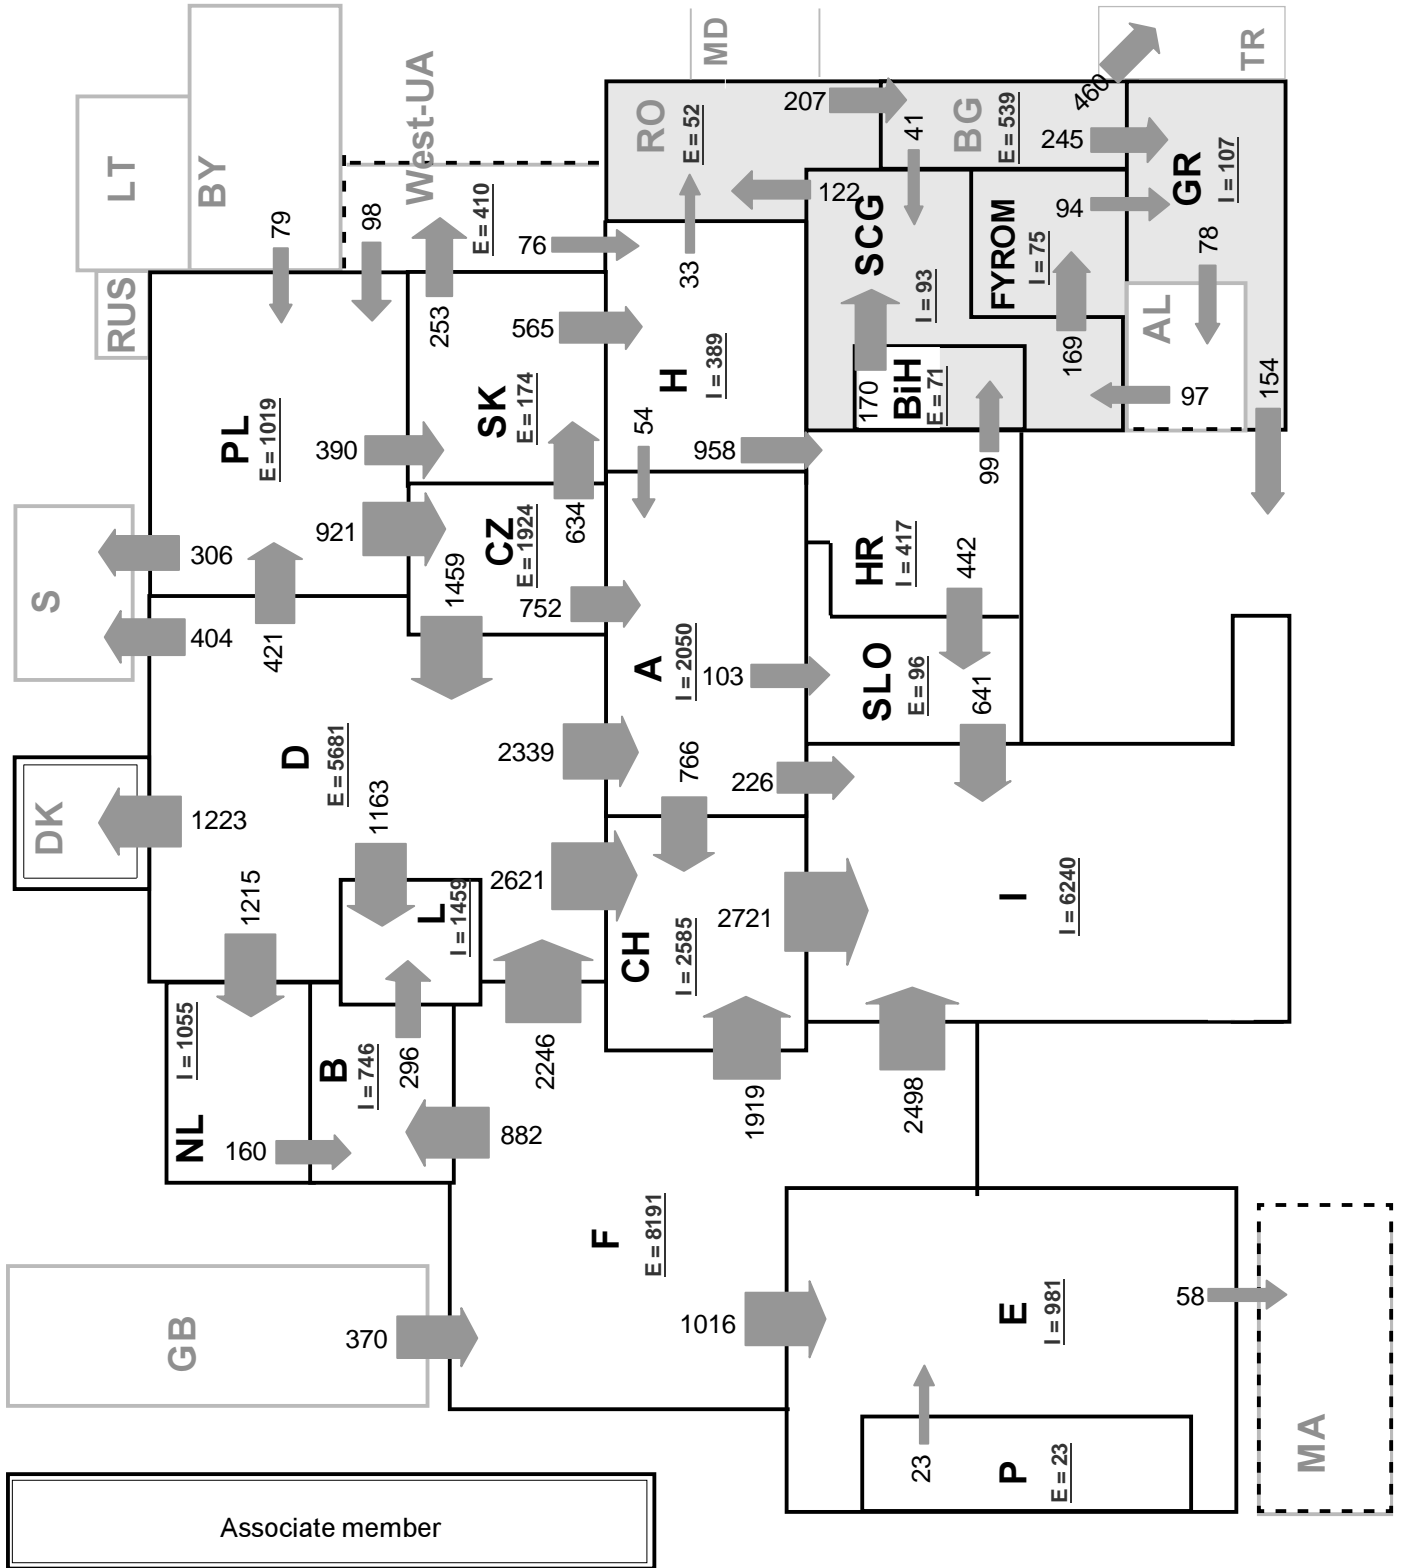 MD
TR
LT
BY
West-UA
RUS
RO
E = 52
207
41
BG
E = 539
460
245
GR
I = 107
79
98
E = 410
76
33
122
SCG
I = 93
FYROM
I = 75
94
78
AL
253
565
H
I = 389
170
BiH
E = 71
169
97
154
PL
E = 1019
390
SK
E = 174
54
958
99
S
306
921
1459
CZ
E = 1924
634
752
HR
I = 417
442
404
421
A
I = 2050
103
SLO
E = 96
641
D
E = 5681
2339
766
226
DK
1223
1163
1215
L
I = 1459
2621
CH
I = 2585
2721
I
I = 6240
I = 1055
NL
160
B
I = 746
296
882
2246
1919
2498
F
E = 8191
GB
370
1016
E
I = 981
58
MA
23
P
E = 23
Associate member